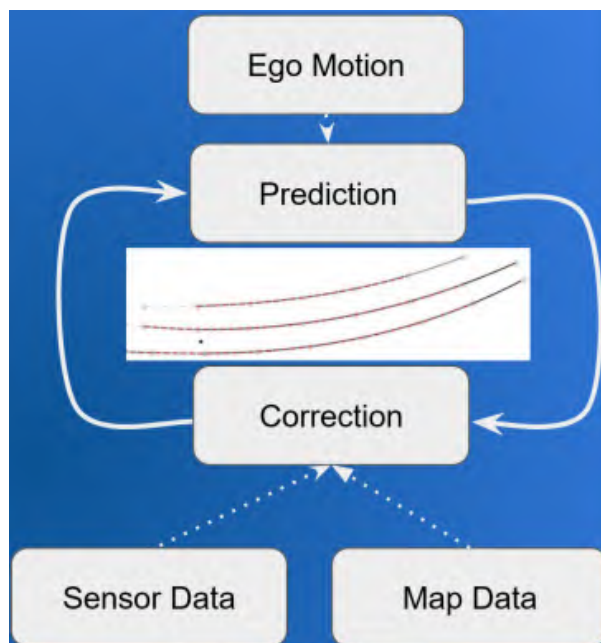 Ego Motion
Prediction
Correction
Sensor Data
Map Data